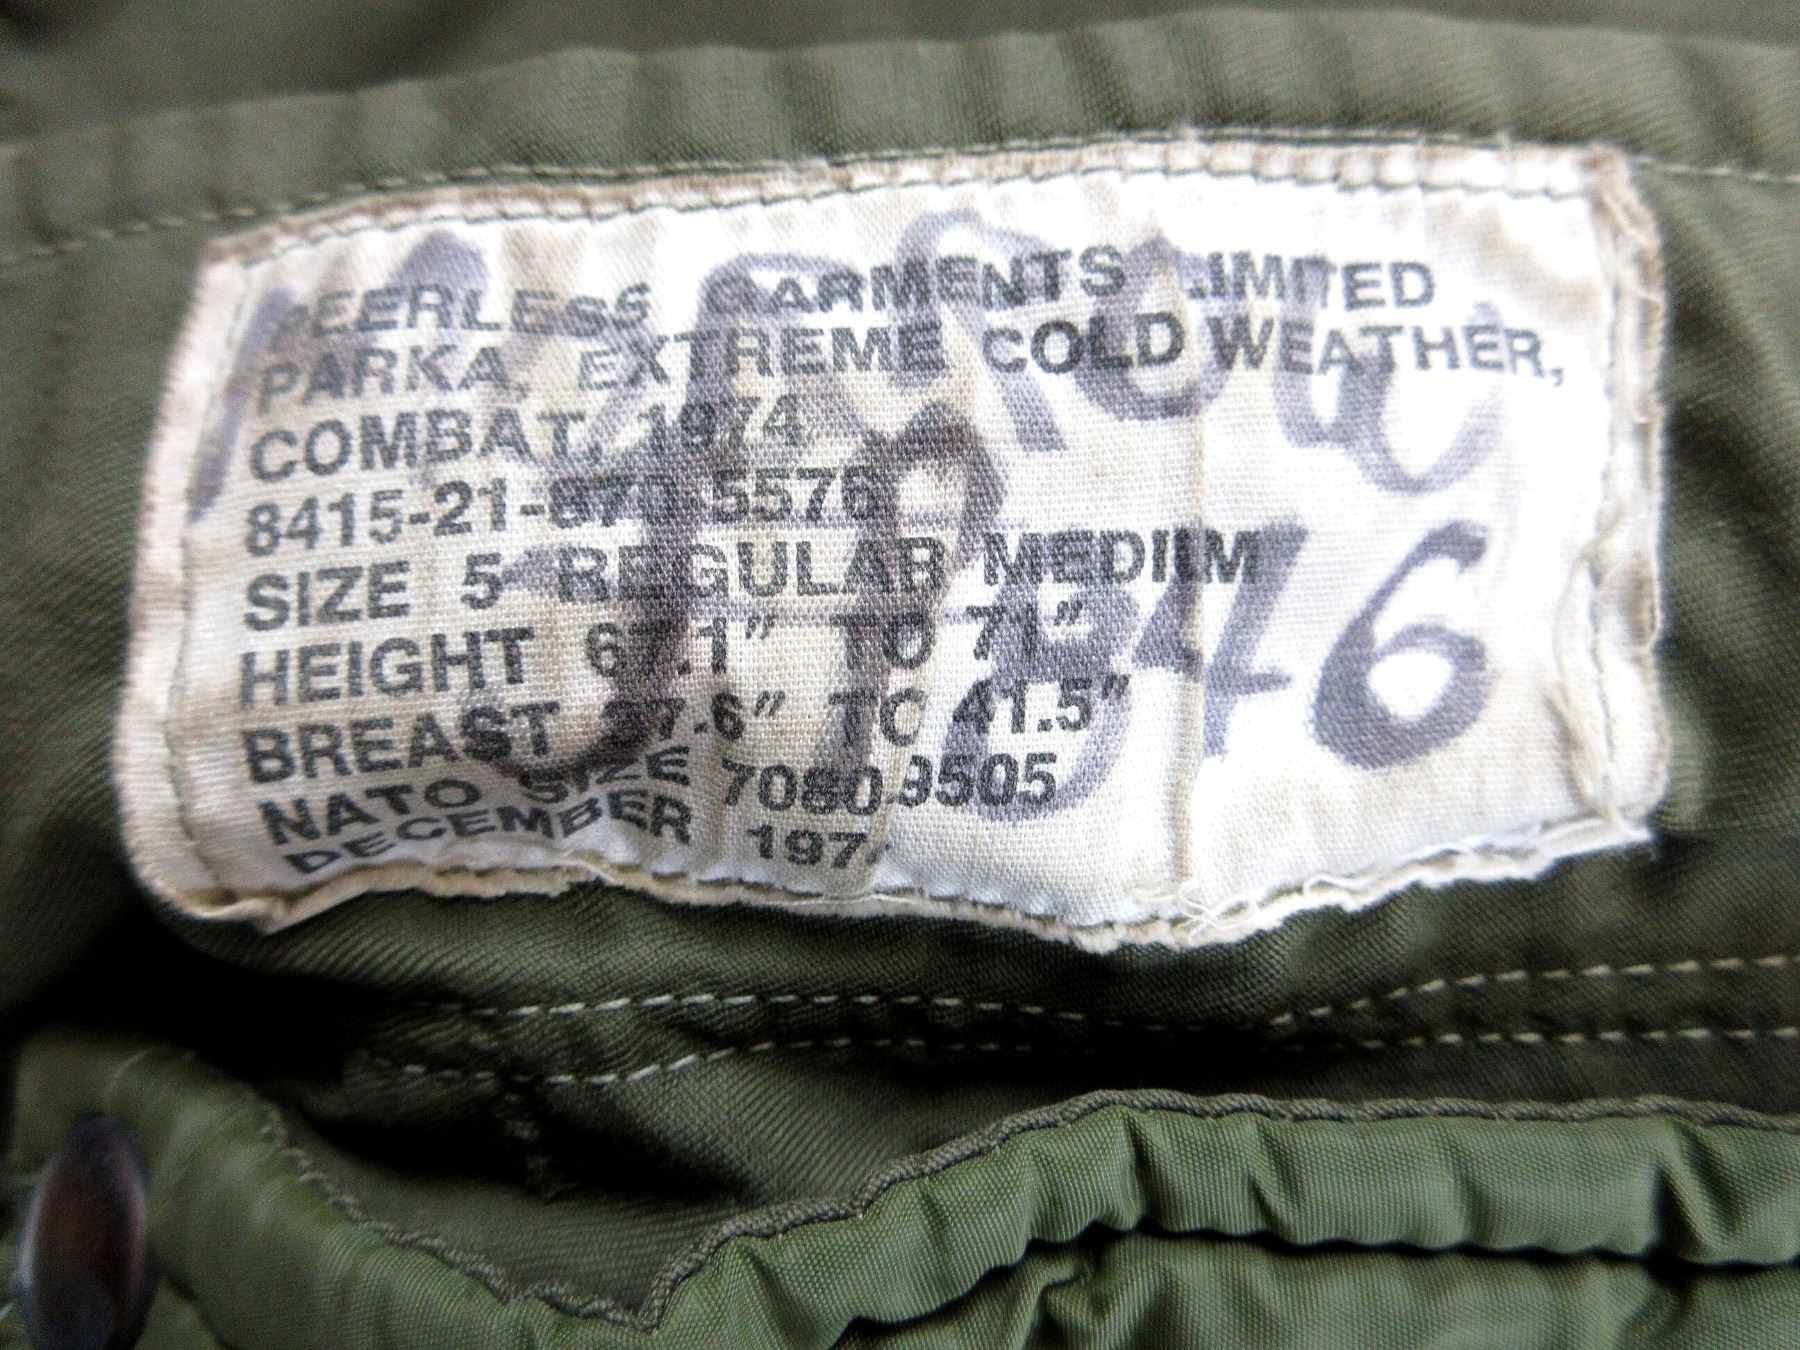 PEERLESS GARMENTS LIMITED
PARKA, EXTREME COLD WEATHER,
COMBAT, 1974
8415-21-870-5576
SIZE 5 REGULAR MEDIUM
HEIGHT 67.1" TO 71"
BREAST 37.6" TO 41.5"
NATO SIZE 7080-9505
DECEMBER
46